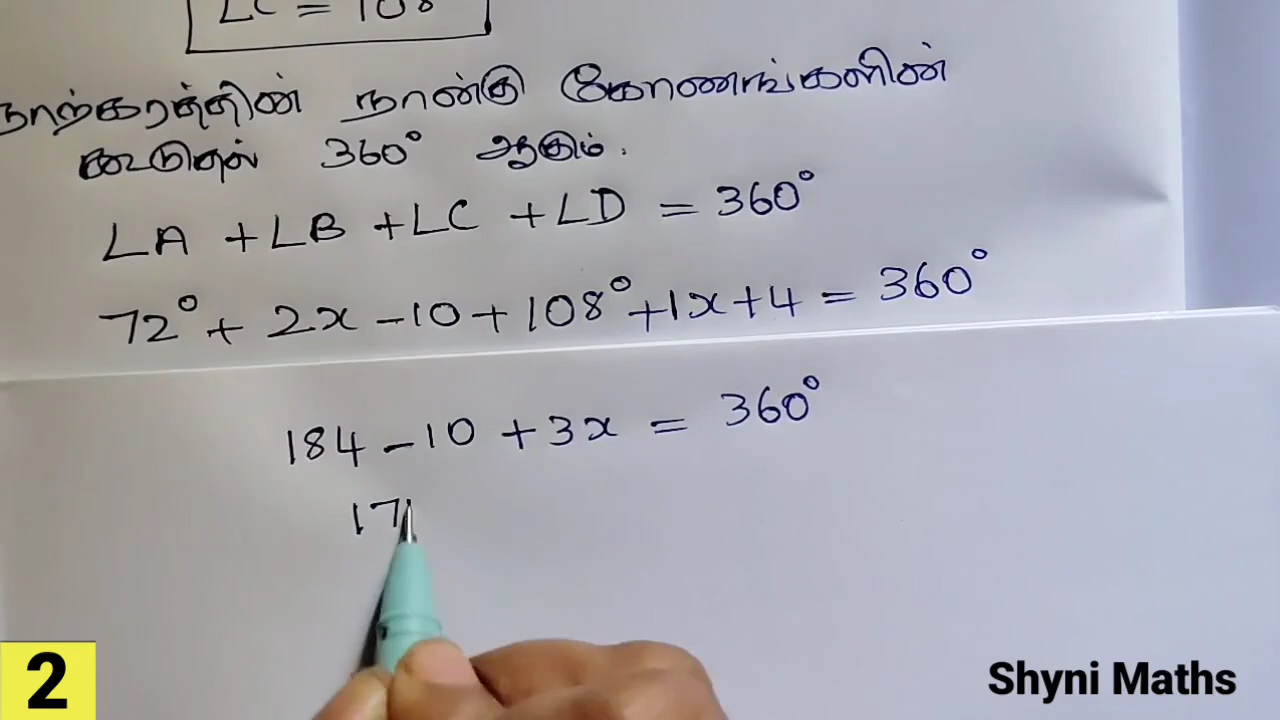 ∠C = 108
நாற்கரத்தின் நான்கு கோணங்களின்
கூடுதல் 360° ஆகும்.
∠A + ∠B + ∠C + ∠D = 360°
72° + 2x - 10 + 108° + 1x + 4 = 360°
184 - 10 + 3x = 360°
17
2
Shyni Maths